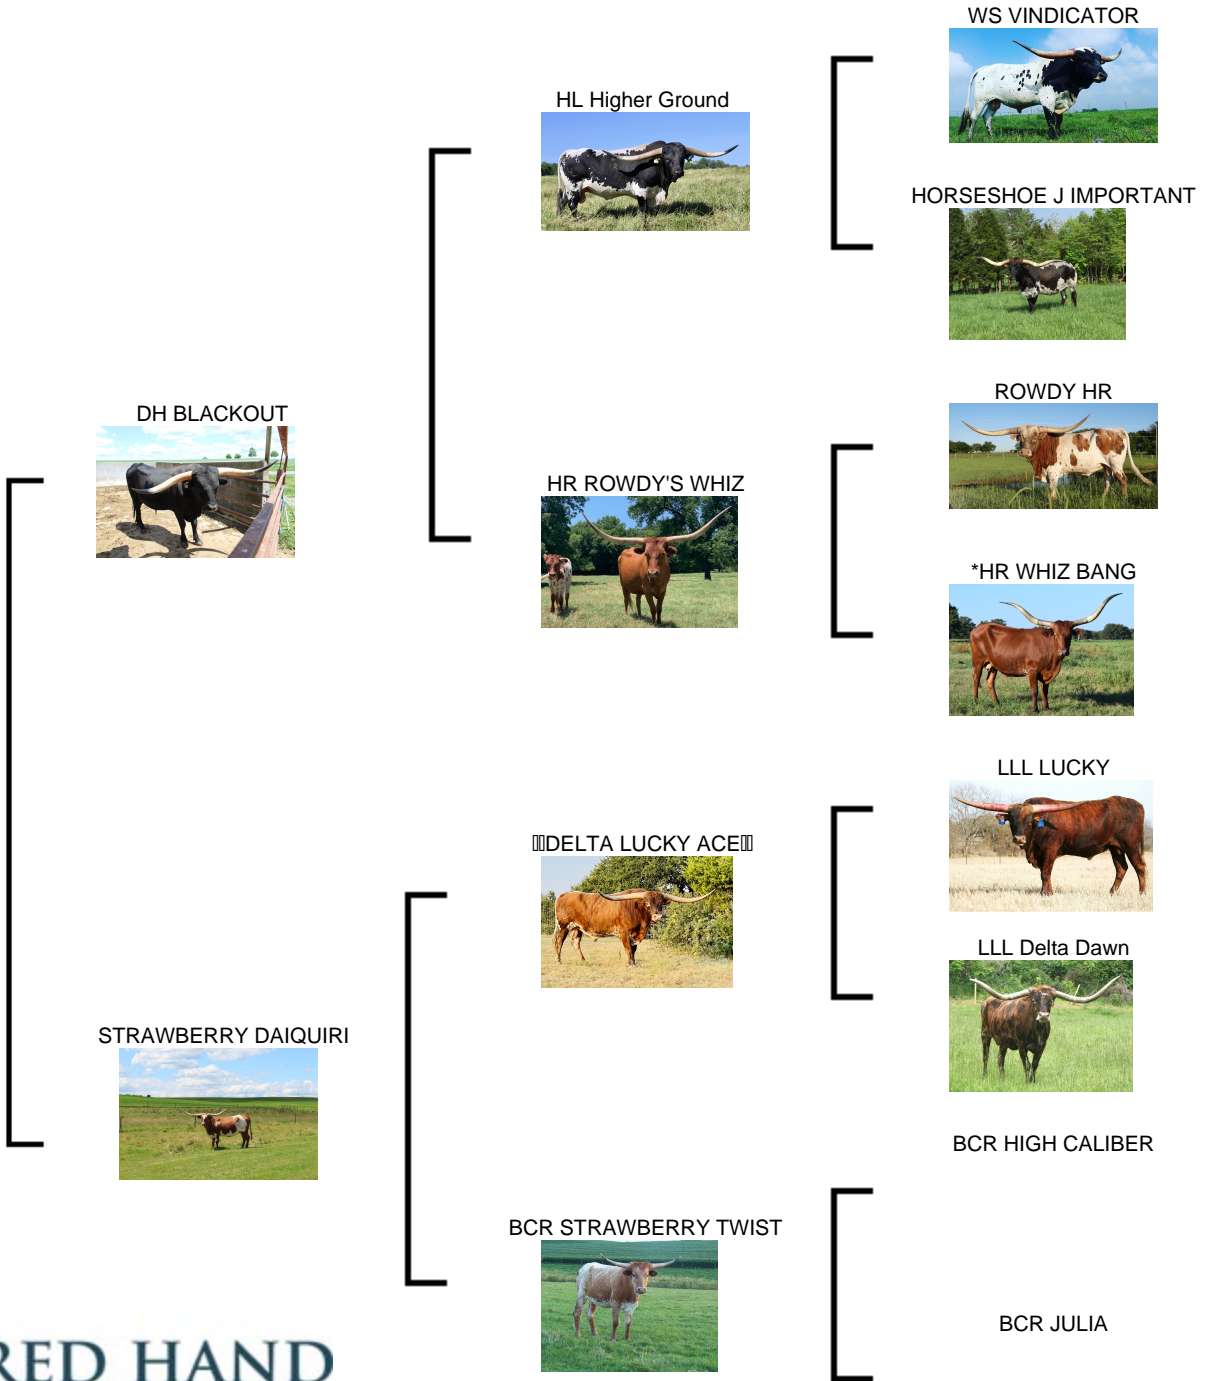 WS VINDICATOR
HL Higher Ground
HORSESHOE J IMPORTANT
ROWDY HR
DH BLACKOUT
HR ROWDY'S WHIZ
*HR WHIZ BANG
LLL LUCKY
DELTA LUCKY ACE
LLL Delta Dawn
STRAWBERRY DAIQUIRI
BCR HIGH CALIBER
BCR STRAWBERRY TWIST
BCR JULIA
RED HAND